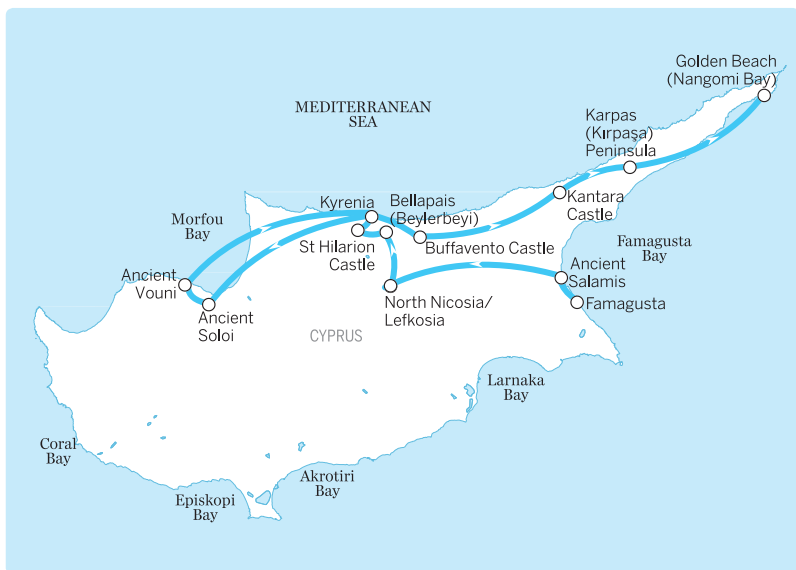 Golden Beach
(Nangomi Bay)
MEDITERRANEAN
SEA
Karpas
(Kırpaşa)
Peninsula
Kyrenia
Bellapais
(Beylerbeyi)
Kantara
Castle
Morfou
Bay
St Hilarion
Castle
Buffavento Castle
Famagusta
Bay
Ancient
Vouni
Ancient
Salamis
Ancient
Soloi
North Nicosia/
Lefkosia
Famagusta
CYPRUS
Larnaka
Bay
Coral
Bay
Akrotiri
Bay
Episkopi
Bay